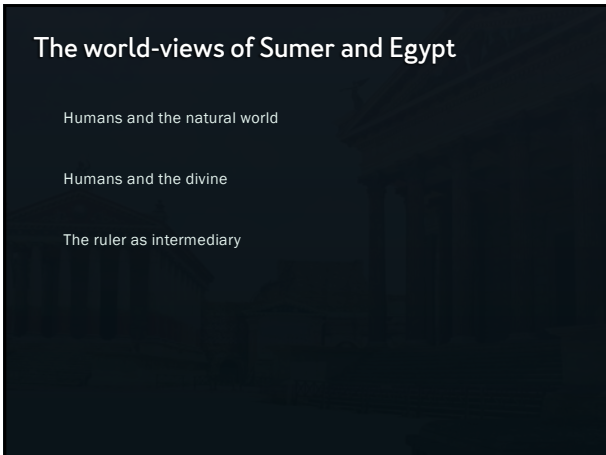 The world-views of Sumer and Egypt
Humans and the natural world
Humans and the divine
The ruler as intermediary